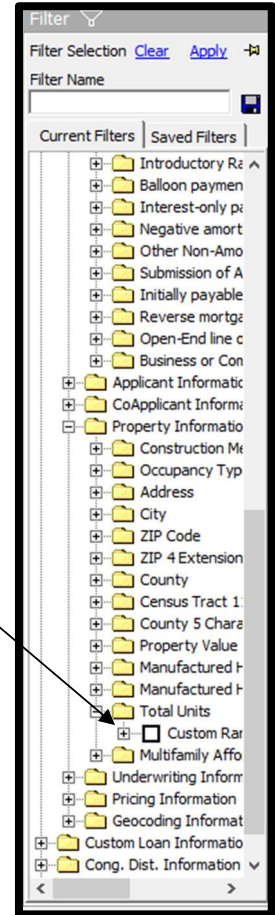 Filter
Filter Selection Clear Apply
Filter Name
Current Filters Saved Filters
Introductory Ra
Balloon paymen
Interest-only pa
Negative amort
Other Non-Amo
Submission of A
Initially payable
Reverse mortga
Open-End line o
Business or Com
Applicant Informatio
CoApplicant Informa
Property Informatio
Construction Me
Occupancy Typ
Address
City
ZIP Code
ZIP 4 Extension
County
Census Tract 11
County 5 Chara
Property Value
Manufactured H
Manufactured H
Total Units
Custom Ran
Multifamily Affo
Underwriting Inform
Pricing Information
Geocoding Informat
Custom Loan Informatio
Cong. Dist. Information